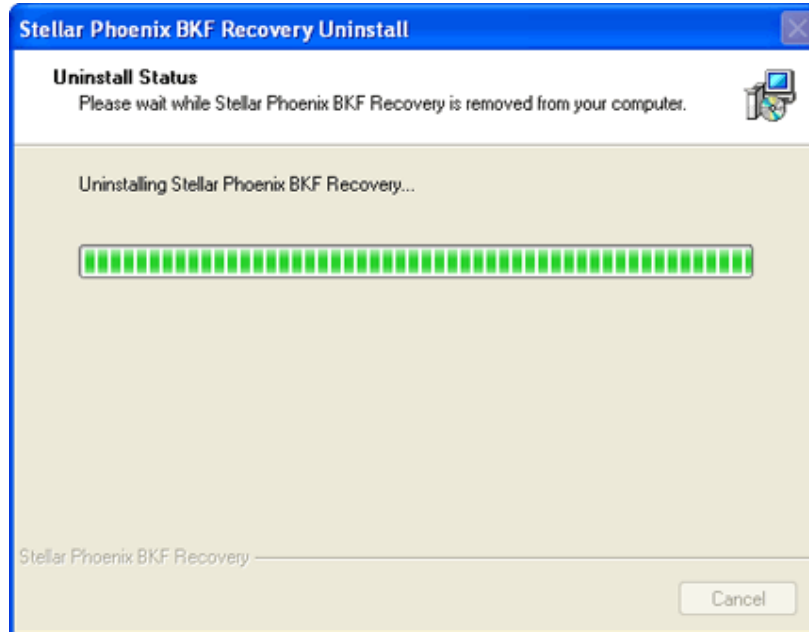 Stellar Phoenix BKF Recovery Uninstall
Uninstall Status
Please wait while Stellar Phoenix BKF Recovery is removed from your computer.
Uninstalling Stellar Phoenix BKF Recovery...
Stellar Phoenix BKF Recovery
Cancel